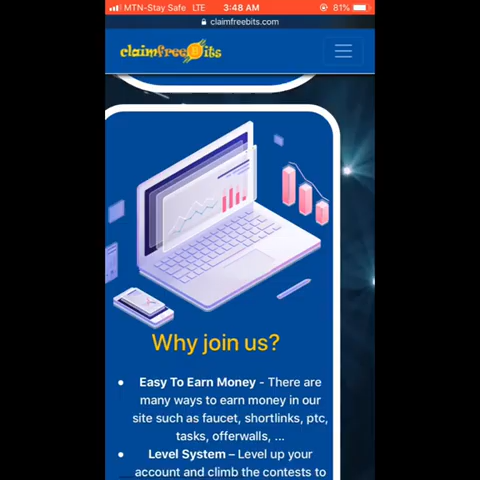 MTN-Stay Safe LTE 3:48 AM 81%
claimfreebits.com
claimfreebits
Why join us?
• Easy To Earn Money - There are
many ways to earn money in our
site such as faucet, shortlinks, ptc,
tasks, offerwalls, ...
• Level System – Level up your
account and climb the contests to